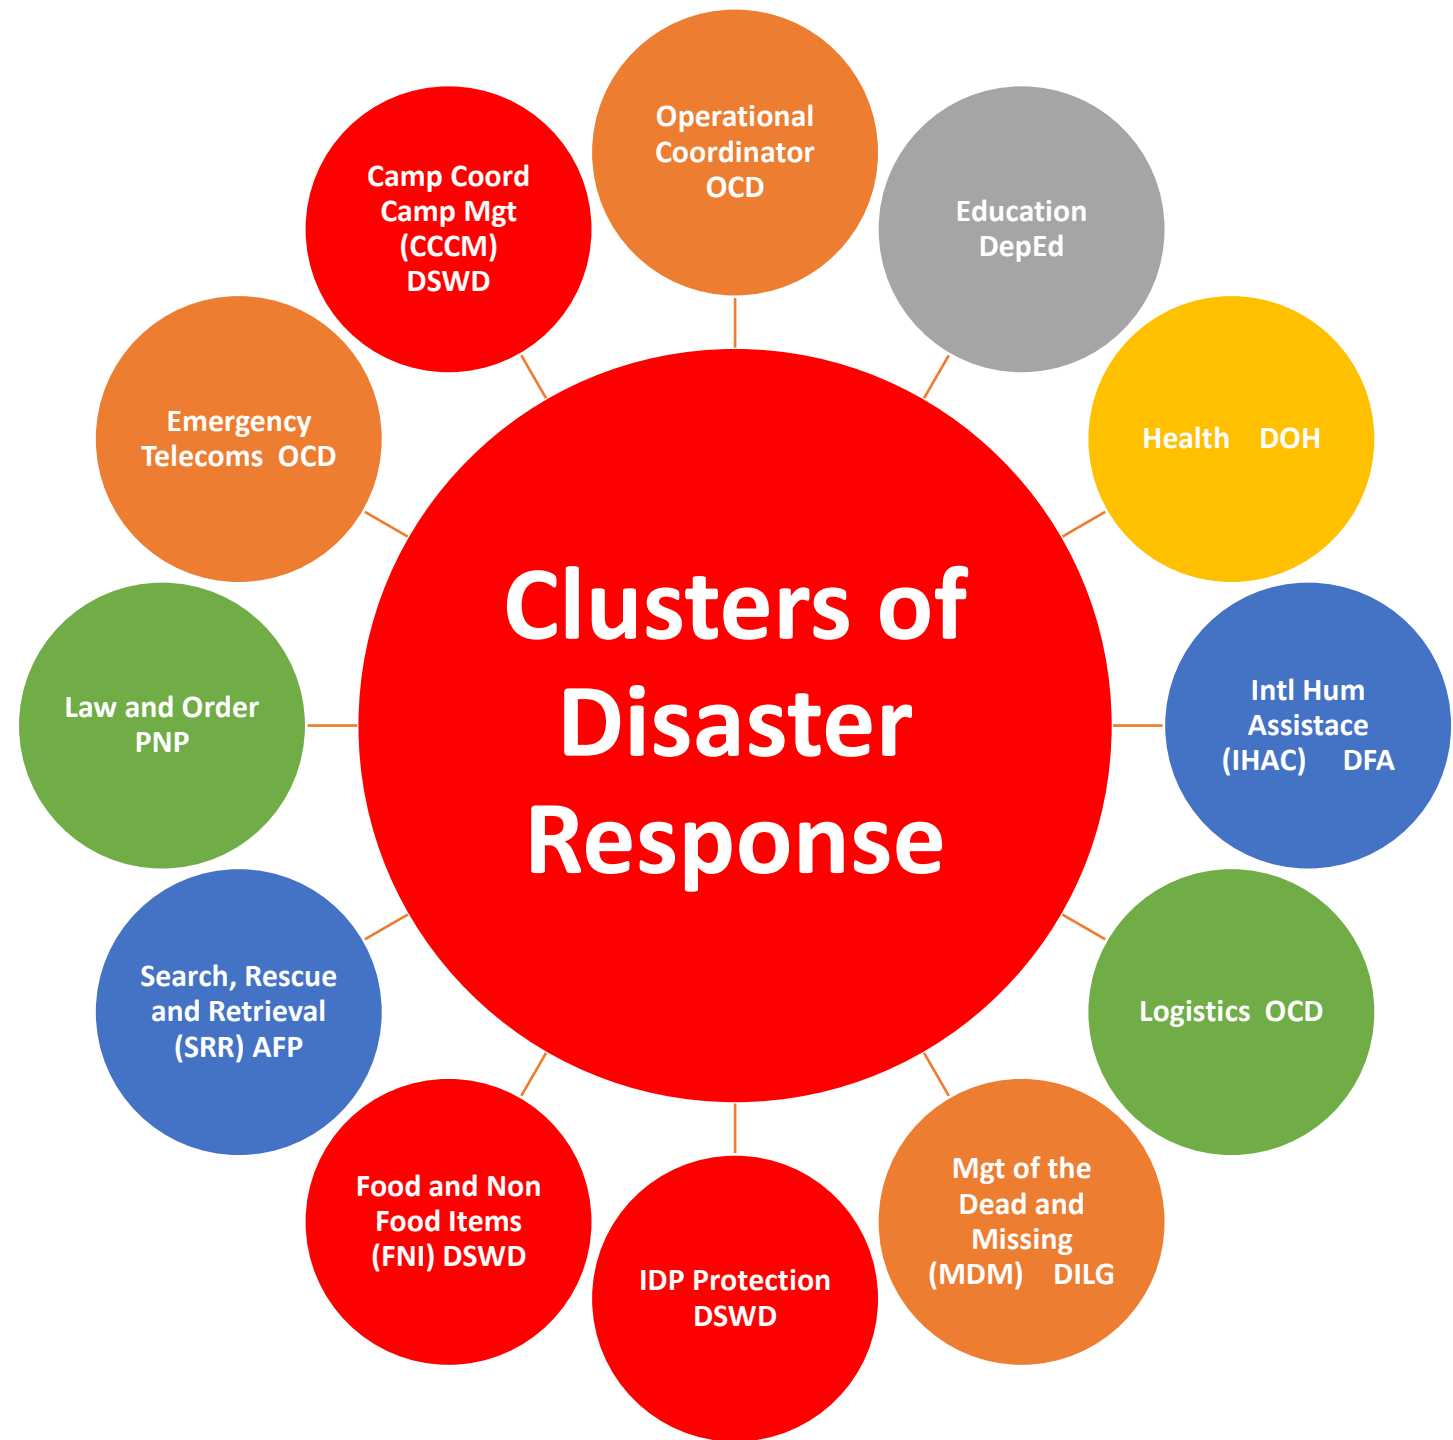 Clusters of
Disaster
Response
Operational
Coordinator
OCD
Education
DepEd
Health DOH
Intl Hum
Assistace
(IHAC) DFA
Logistics OCD
Mgt of the
Dead and
Missing
(MDM) DILG
IDP Protection
DSWD
Food and Non
Food Items
(FNI) DSWD
Search, Rescue
and Retrieval
(SRR) AFP
Law and Order
PNP
Emergency
Telecoms OCD
Camp Coord
Camp Mgt
(CCCM)
DSWD